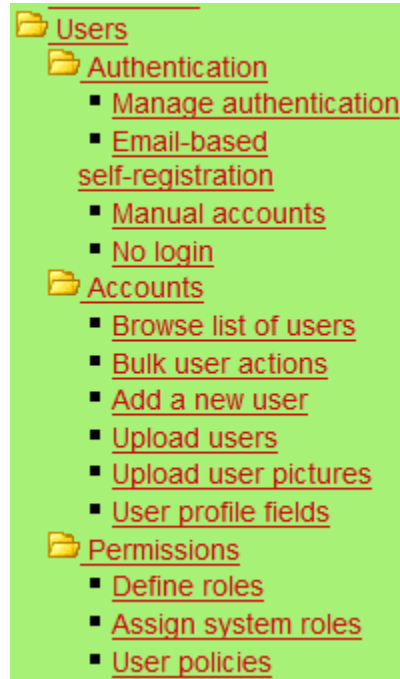 Users
Authentication
Manage authentication
Email-based
self-registration
Manual accounts
No login
Accounts
Browse list of users
Bulk user actions
Add a new user
Upload users
Upload user pictures
User profile fields
Permissions
Define roles
Assign system roles
User policies